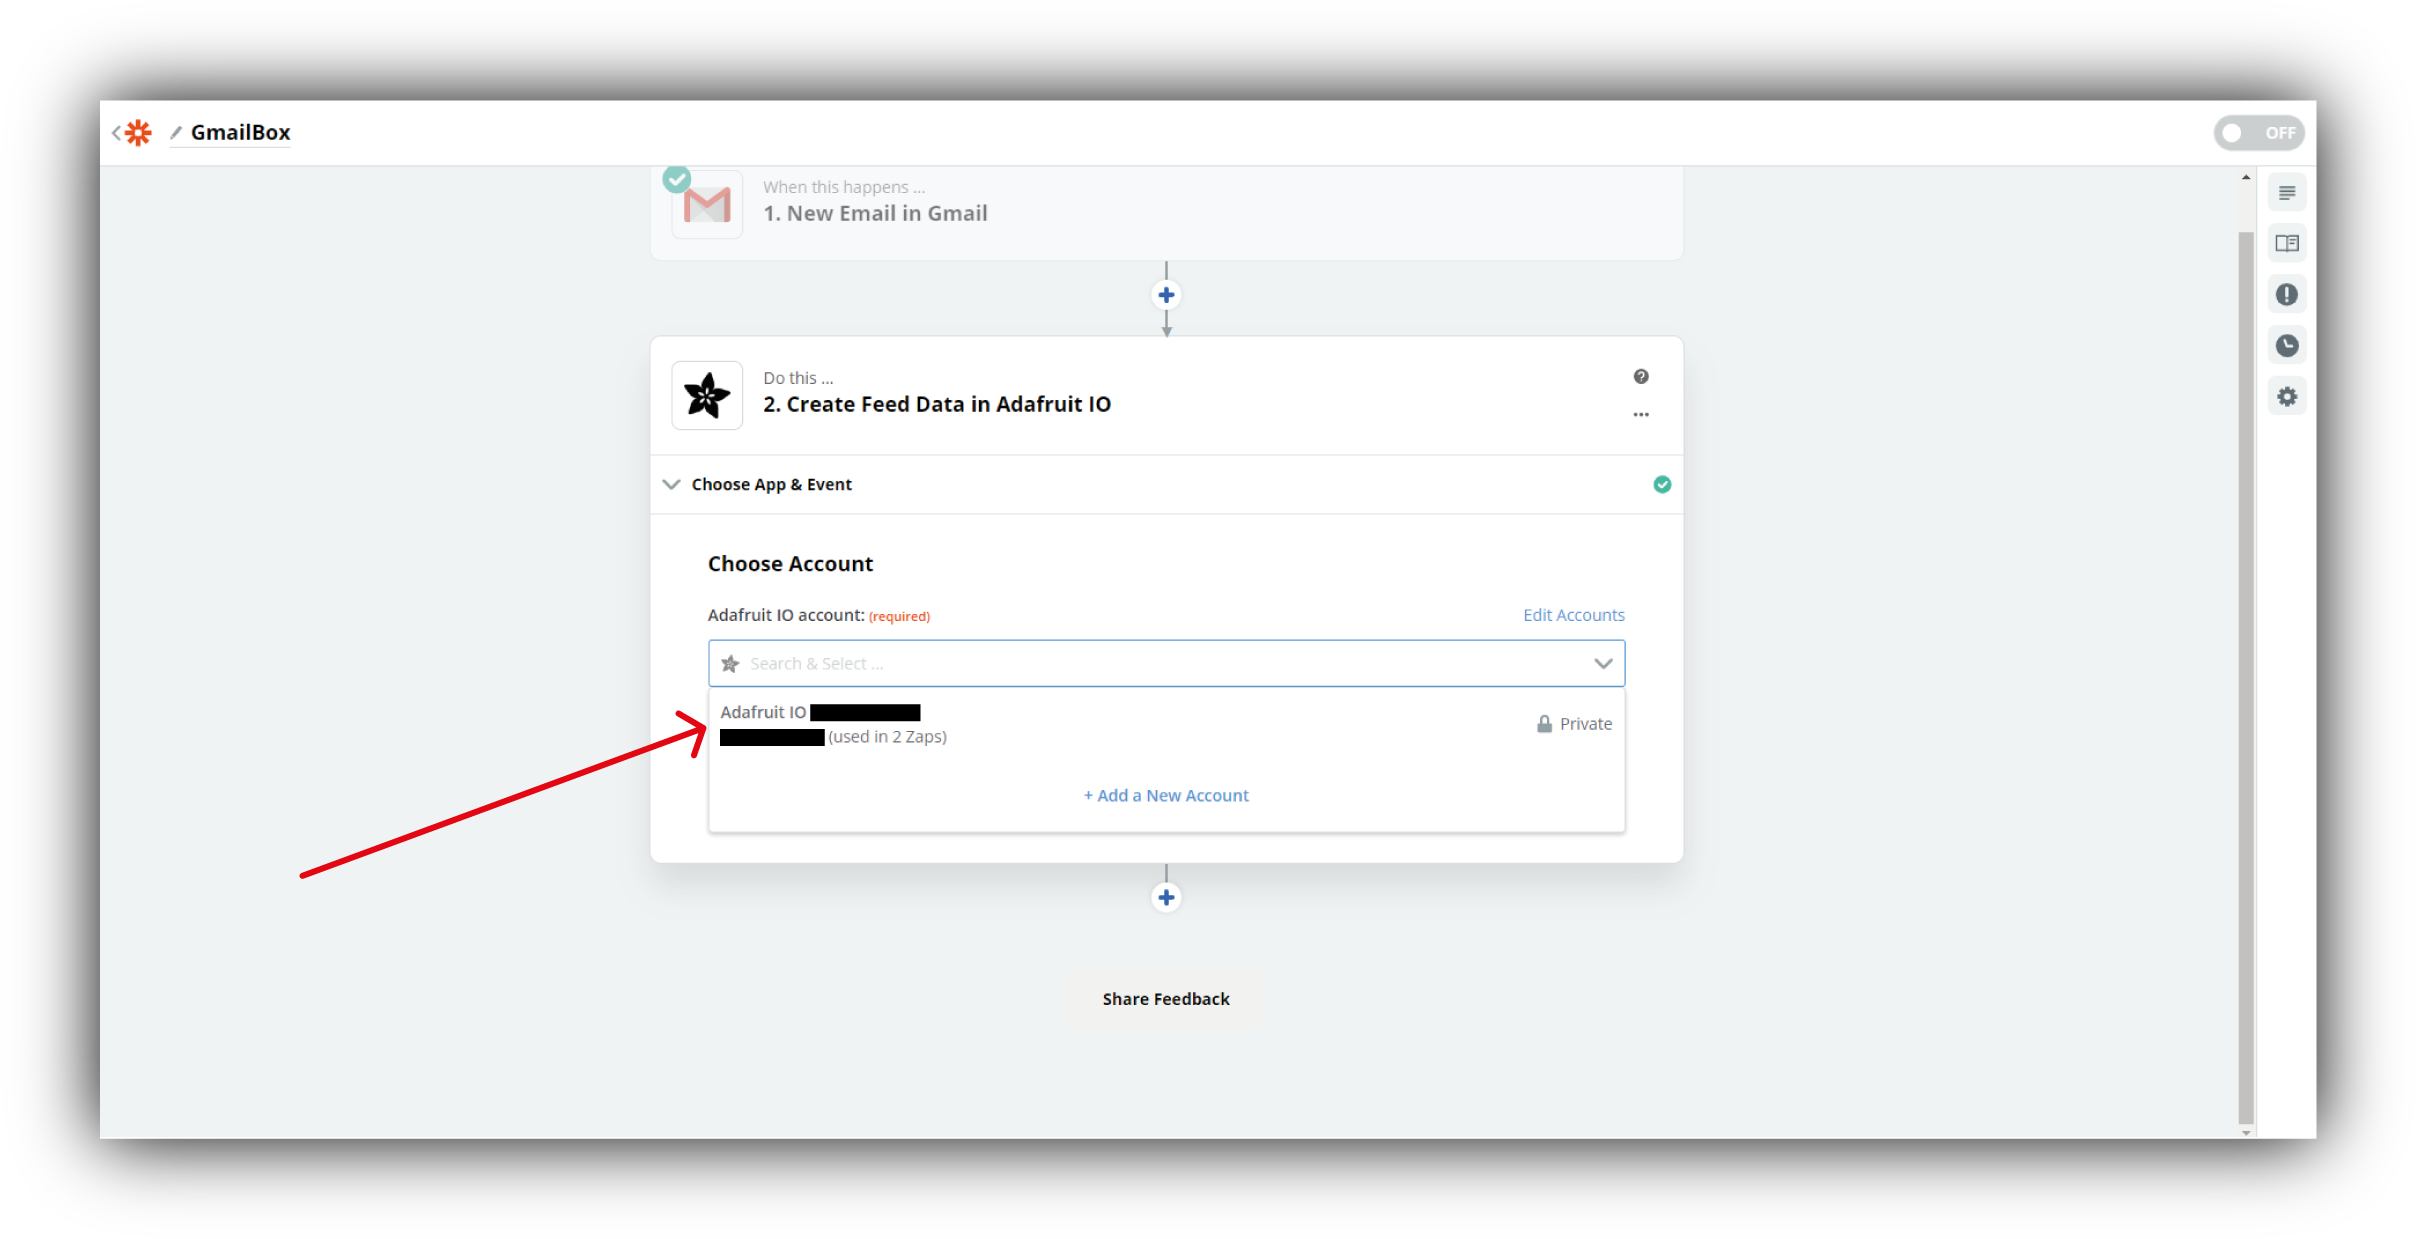 GmailBox
OFF
When this happens ...
1. New Email in Gmail
Do this ...
2. Create Feed Data in Adafruit IO
Choose App & Event
Choose Account
Adafruit IO account: (required)
Edit Accounts
Search & Select ...
Adafruit IO
(used in 2 Zaps)
Private
+ Add a New Account
Share Feedback